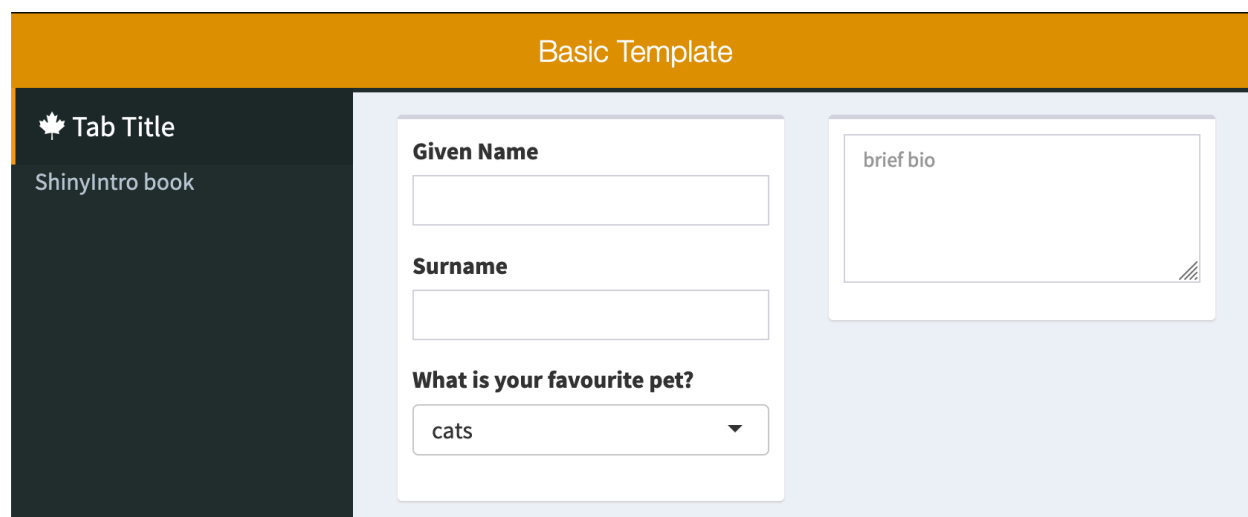 Basic Template
Tab Title
ShinyIntro book
Given Name
Surname
What is your favourite pet?
cats
brief bio